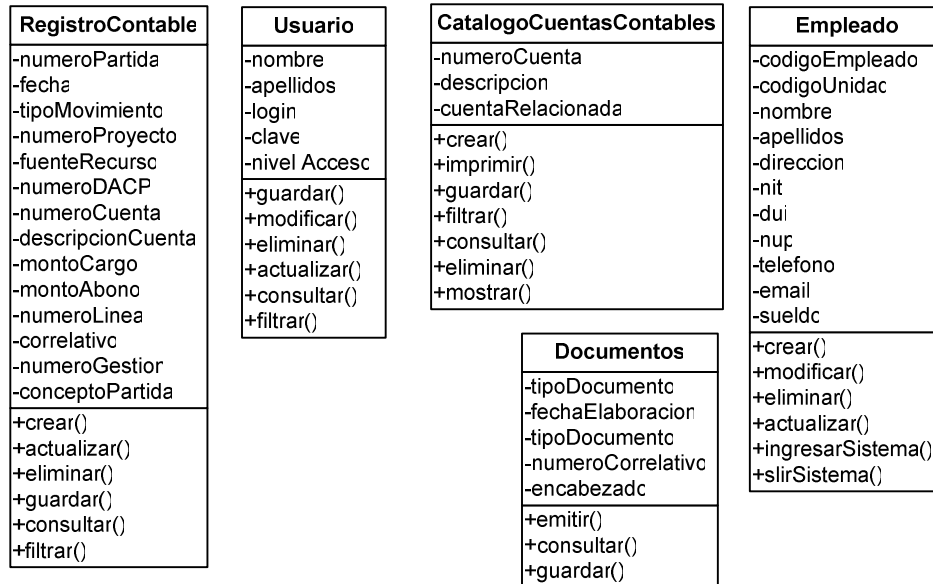 RegistroContable
-numeroPartida
-fecha
-tipoMovimiento
-numeroProyecto
-fuenteRecurso
-numeroDACP
-numeroCuenta
-descripcionCuenta
-montoCargo
-montoAbono
-numeroLinea
-correlativo
-numeroGestion
-conceptoPartida
+crear()
+actualizar()
+eliminar()
+guardar()
+consultar()
+filtrar()
Usuario
-nombre
-apellidos
-login
-clave
-nivel Acceso
+guardar()
+modificar()
+eliminar()
+actualizar()
+consultar()
+filtrar()
CatalogoCuentasContables
-numeroCuenta
-descripcion
-cuentaRelacionada
+crear()
+imprimir()
+guardar()
+filtrar()
+consultar()
+eliminar()
+mostrar()
Documentos
-tipoDocumento
-fechaElaboracion
-tipoDocumento
-numeroCorrelativo
-encabezado
+emitir()
+consultar()
+guardar()
Empleado
-codigoEmpleado
-codigoUnidad
-nombre
-apellidos
-direccion
-nit
-dui
-nup
-telefono
-email
-sueldo
+crear()
+modificar()
+eliminar()
+actualizar()
+ingresarSistema()
+slirSistema()